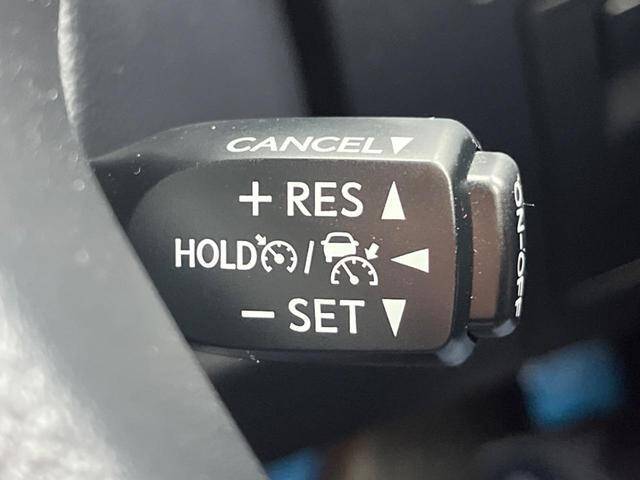 CANCEL▼
+ RES ▲
HOLD / ◀
− SET ▼
ON-OFF